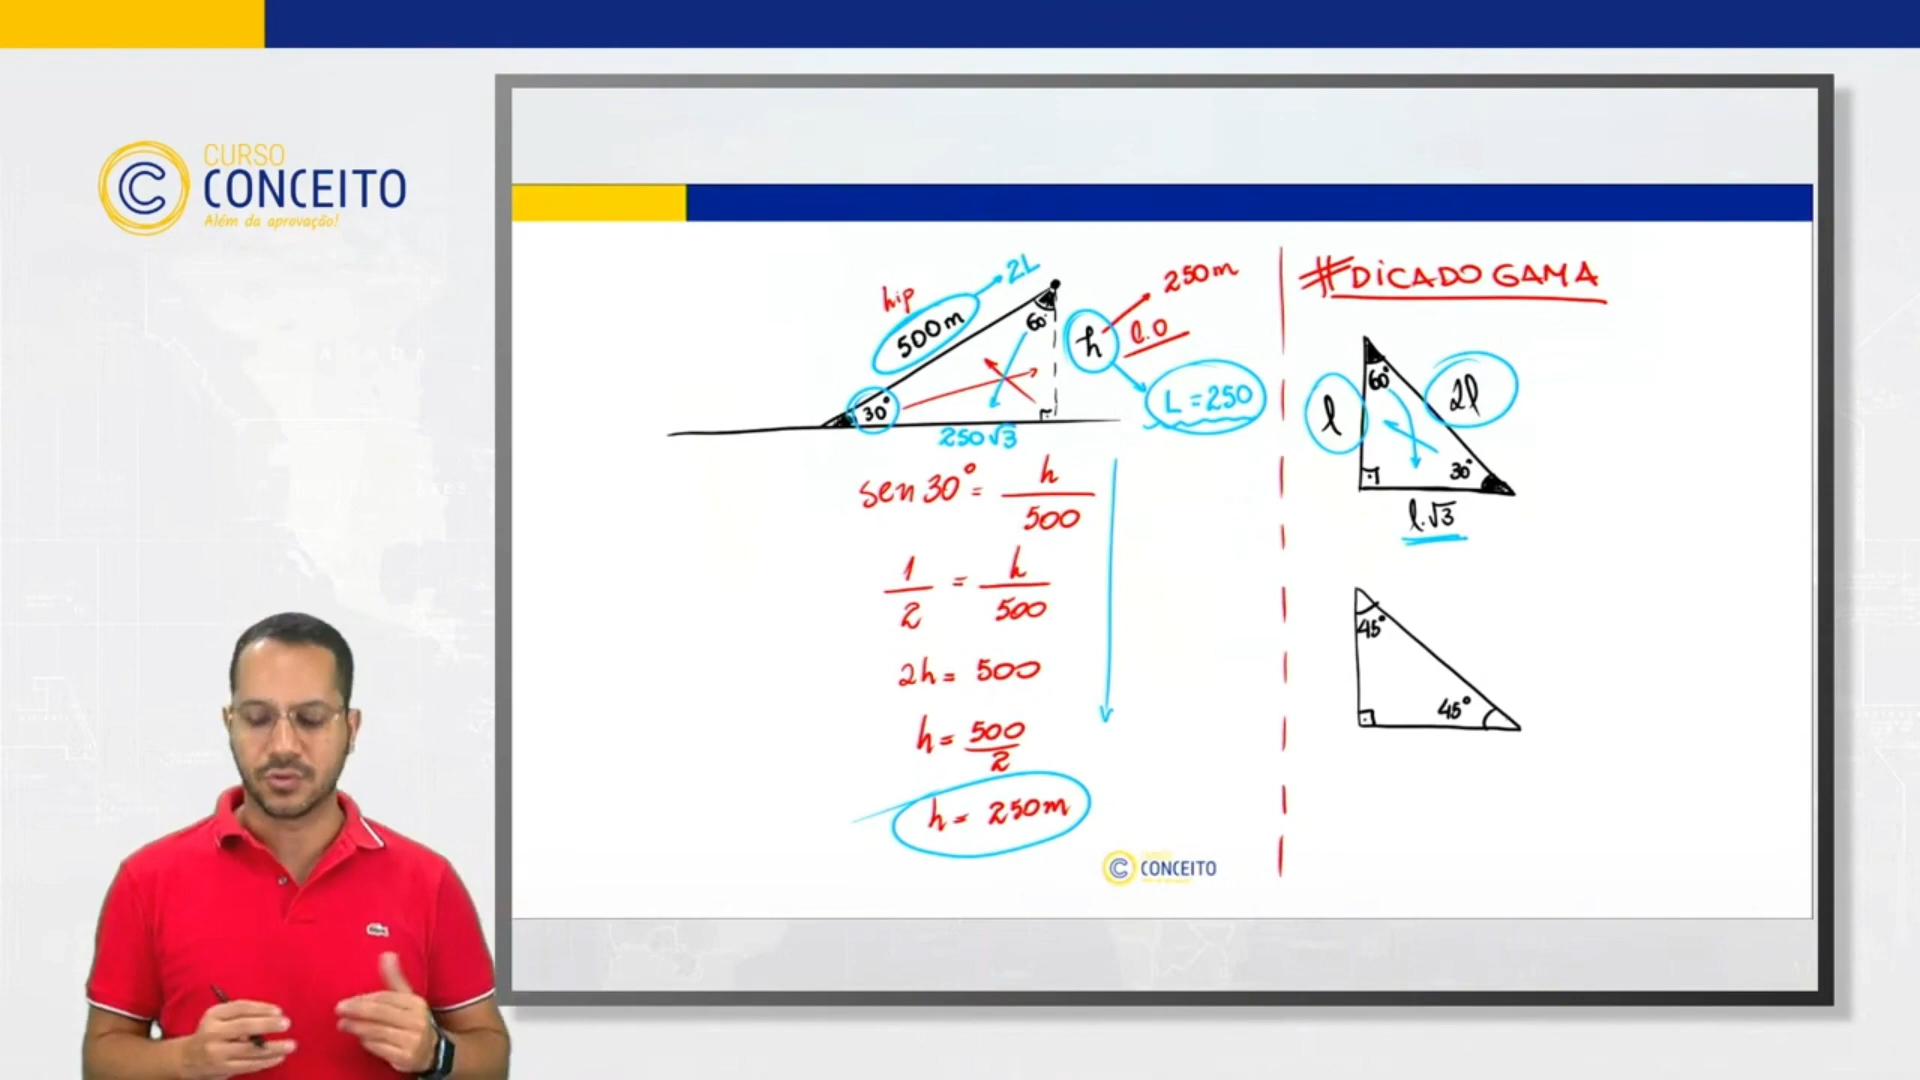 CURSO
CONCEITO
Além da aprovação!
hip
500m
2L
60°
h
250m
C.O
L = 250
30°
250√3
sen 30° = h/500
1/2 = h/500
2h = 500
h = 500/2
h = 250m
CONCEITO
#DICADOGAMA
60°
l
2l
30°
l.√3
45°
45°